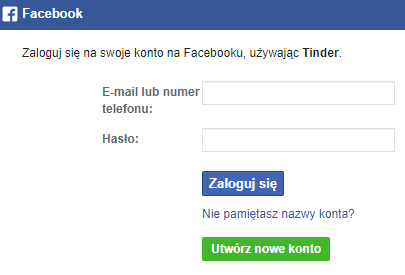 Facebook
Zaloguj się na swoje konto na Facebooku, używając Tinder.
E-mail lub numer
telefonu:
Hasło:
Zaloguj się
Nie pamiętasz nazwy konta?
Utwórz nowe konto